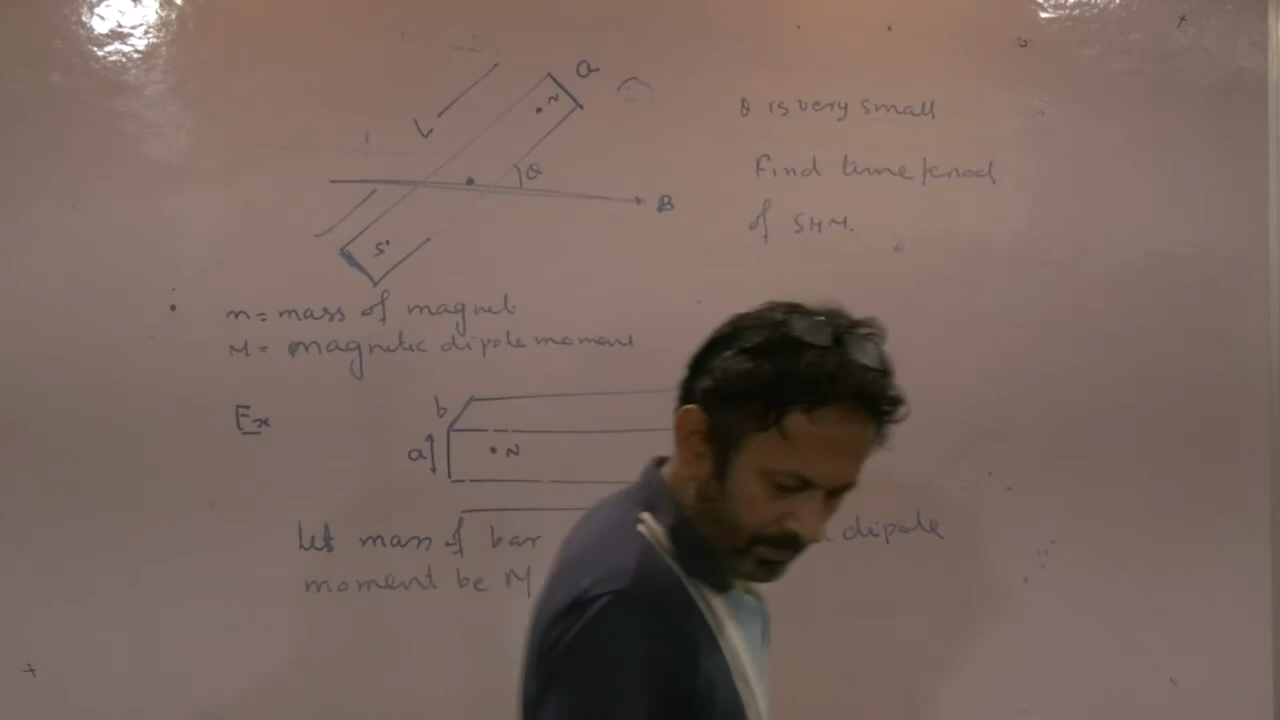 a
N
L
θ
B
S
θ is very small
Find time period
of SHM.
m = mass of magnet
M = magnetic dipole moment
Ex
b
a
N
let mass of bar
dipole
moment be M